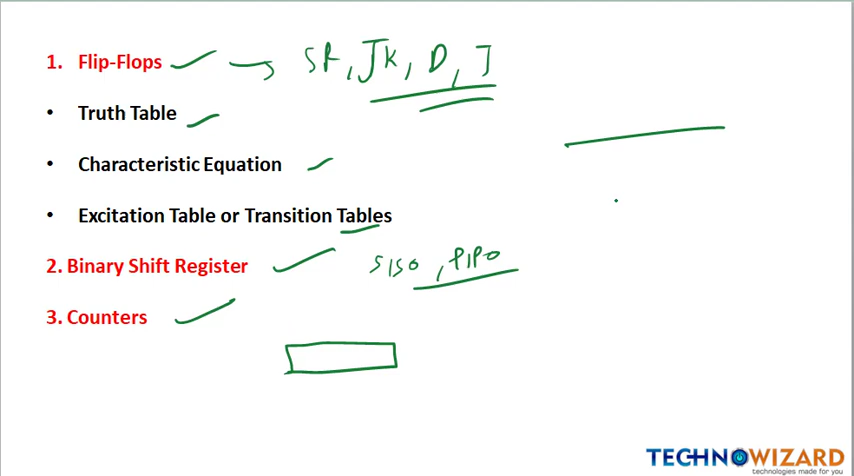 1. Flip-Flops SR, JK, D, T
• Truth Table
• Characteristic Equation
• Excitation Table or Transition Tables
2. Binary Shift Register SISO, PIPO
3. Counters
TECHNOWIZARD
technologies made for you